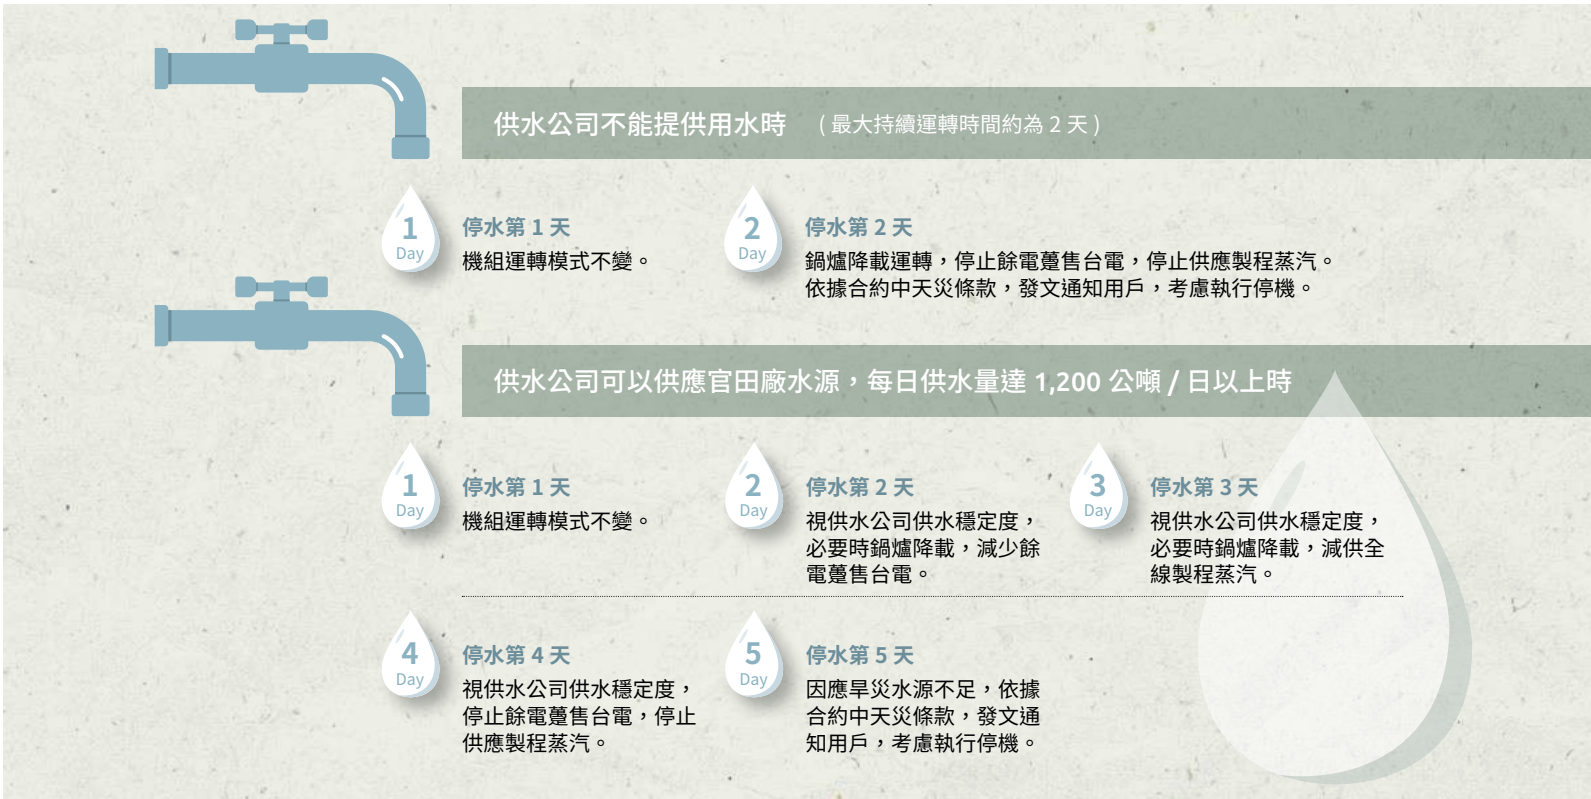 供水公司不能提供用水時 （最大持續運轉時間約為 2 天）
1
Day
停水第 1 天
機組運轉模式不變。
2
Day
停水第 2 天
鍋爐降載運轉，停止餘電躉售台電，停止供應製程蒸汽。
依據合約中天災條款，發文通知用戶，考慮執行停機。
供水公司可以供應官田廠水源，每日供水量達 1,200 公噸 / 日以上時
1
Day
停水第 1 天
機組運轉模式不變。
2
Day
停水第 2 天
視供水公司供水穩定度，
必要時鍋爐降載，減少餘
電躉售台電。
3
Day
停水第 3 天
視供水公司供水穩定度，
必要時鍋爐降載，減供全
線製程蒸汽。
4
Day
停水第 4 天
視供水公司供水穩定度，
停止餘電躉售台電，停止
供應製程蒸汽。
5
Day
停水第 5 天
因應旱災水源不足，依據
合約中天災條款，發文通
知用戶，考慮執行停機。